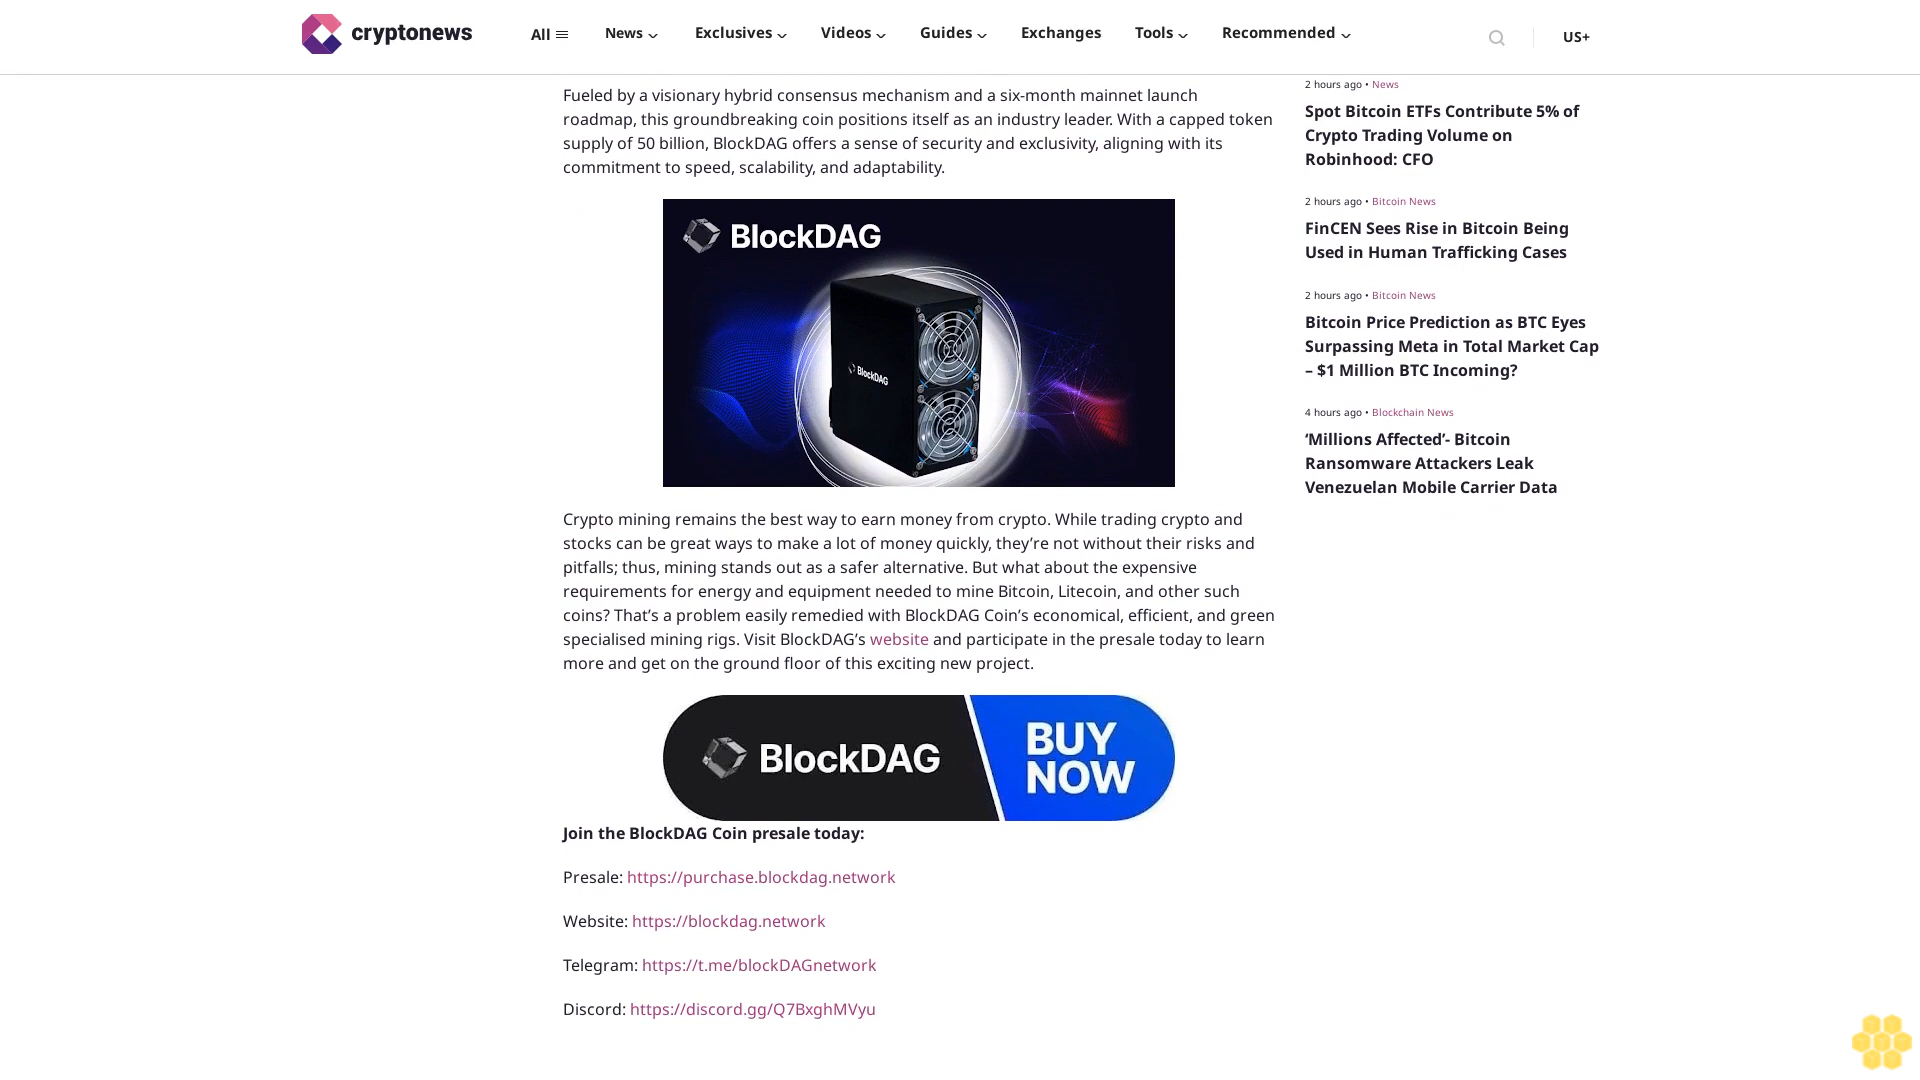 cryptonews
All
News
Exclusives
Videos
Guides
Exchanges
Tools
Recommended
US+
Fueled by a visionary hybrid consensus mechanism and a six-month mainnet launch
roadmap, this groundbreaking coin positions itself as an industry leader. With a capped token
supply of 50 billion, BlockDAG offers a sense of security and exclusivity, aligning with its
commitment to speed, scalability, and adaptability.
BlockDAG
BlockDAG
Crypto mining remains the best way to earn money from crypto. While trading crypto and
stocks can be great ways to make a lot of money quickly, they’re not without their risks and
pitfalls; thus, mining stands out as a safer alternative. But what about the expensive
requirements for energy and equipment needed to mine Bitcoin, Litecoin, and other such
coins? That’s a problem easily remedied with BlockDAG Coin’s economical, efficient, and green
specialised mining rigs. Visit BlockDAG’s website and participate in the presale today to learn
more and get on the ground floor of this exciting new project.
BlockDAG
BUY
NOW
Join the BlockDAG Coin presale today:
Presale: https://purchase.blockdag.network
Website: https://blockdag.network
Telegram: https://t.me/blockDAGnetwork
Discord: https://discord.gg/Q7BxghMVyu
2 hours ago • News
Spot Bitcoin ETFs Contribute 5% of
Crypto Trading Volume on
Robinhood: CFO
2 hours ago • Bitcoin News
FinCEN Sees Rise in Bitcoin Being
Used in Human Trafficking Cases
2 hours ago • Bitcoin News
Bitcoin Price Prediction as BTC Eyes
Surpassing Meta in Total Market Cap
– $1 Million BTC Incoming?
4 hours ago • Blockchain News
‘Millions Affected’- Bitcoin
Ransomware Attackers Leak
Venezuelan Mobile Carrier Data